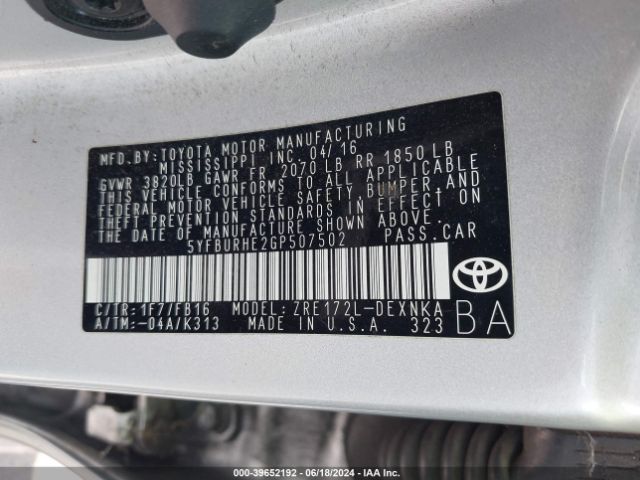 MFD. BY: TOYOTA MOTOR MANUFACTURING
MISSISSIPPI INC. 04/16
GVWR 3820LB GAWR FR 2070 LB RR 1850 LB
THIS VEHICLE CONFORMS TO ALL APPLICABLE
FEDERAL MOTOR VEHICLE SAFETY, BUMPER, AND
THEFT PREVENTION STANDARDS IN EFFECT ON
THE DATE OF MANUFACTURE SHOWN ABOVE.
5YFBURHE2GP507502 PASS.CAR
C/TR: 1F7/FB16 MODEL: ZRE172L-DEXNKA
A/TM: -04A/K313 MADE IN U.S.A. 323
BA
000-39652192 / 06/18/2024 - IAA Inc.